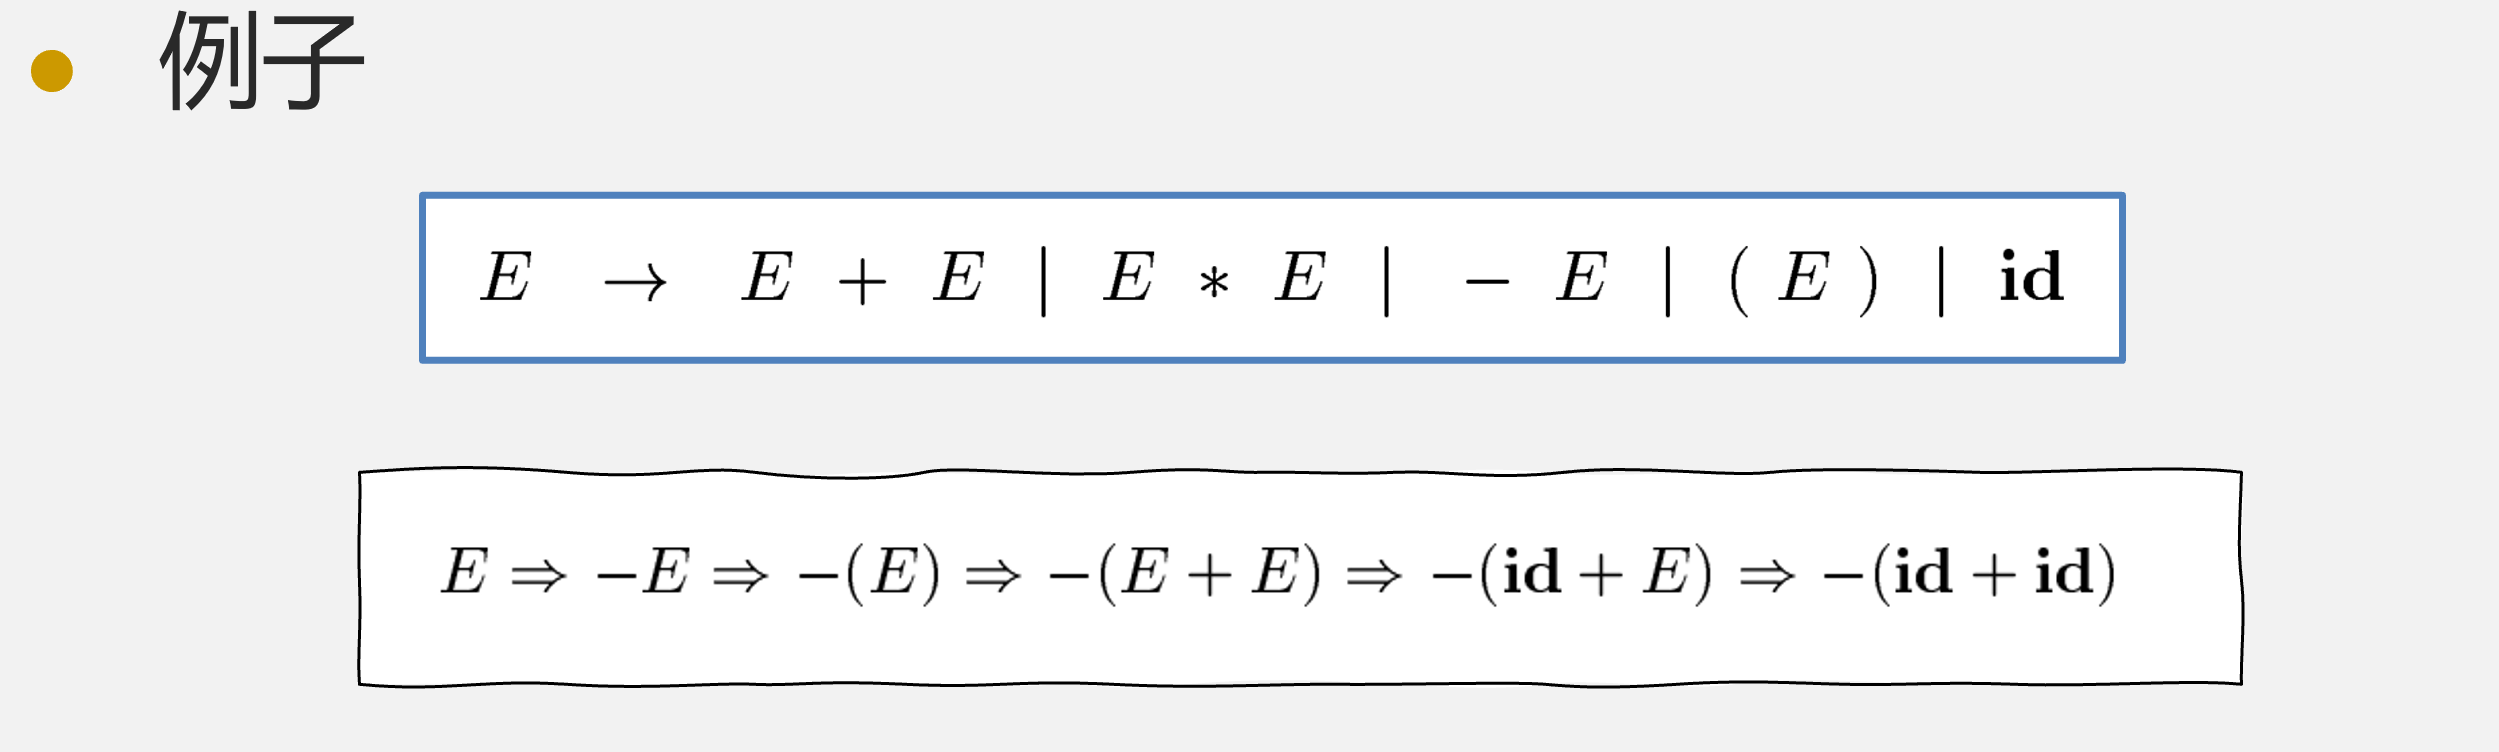 例子
E → E + E | E * E | − E | ( E ) | id
E ⇒ −E ⇒ −(E) ⇒ −(E + E) ⇒ −(id + E) ⇒ −(id + id)